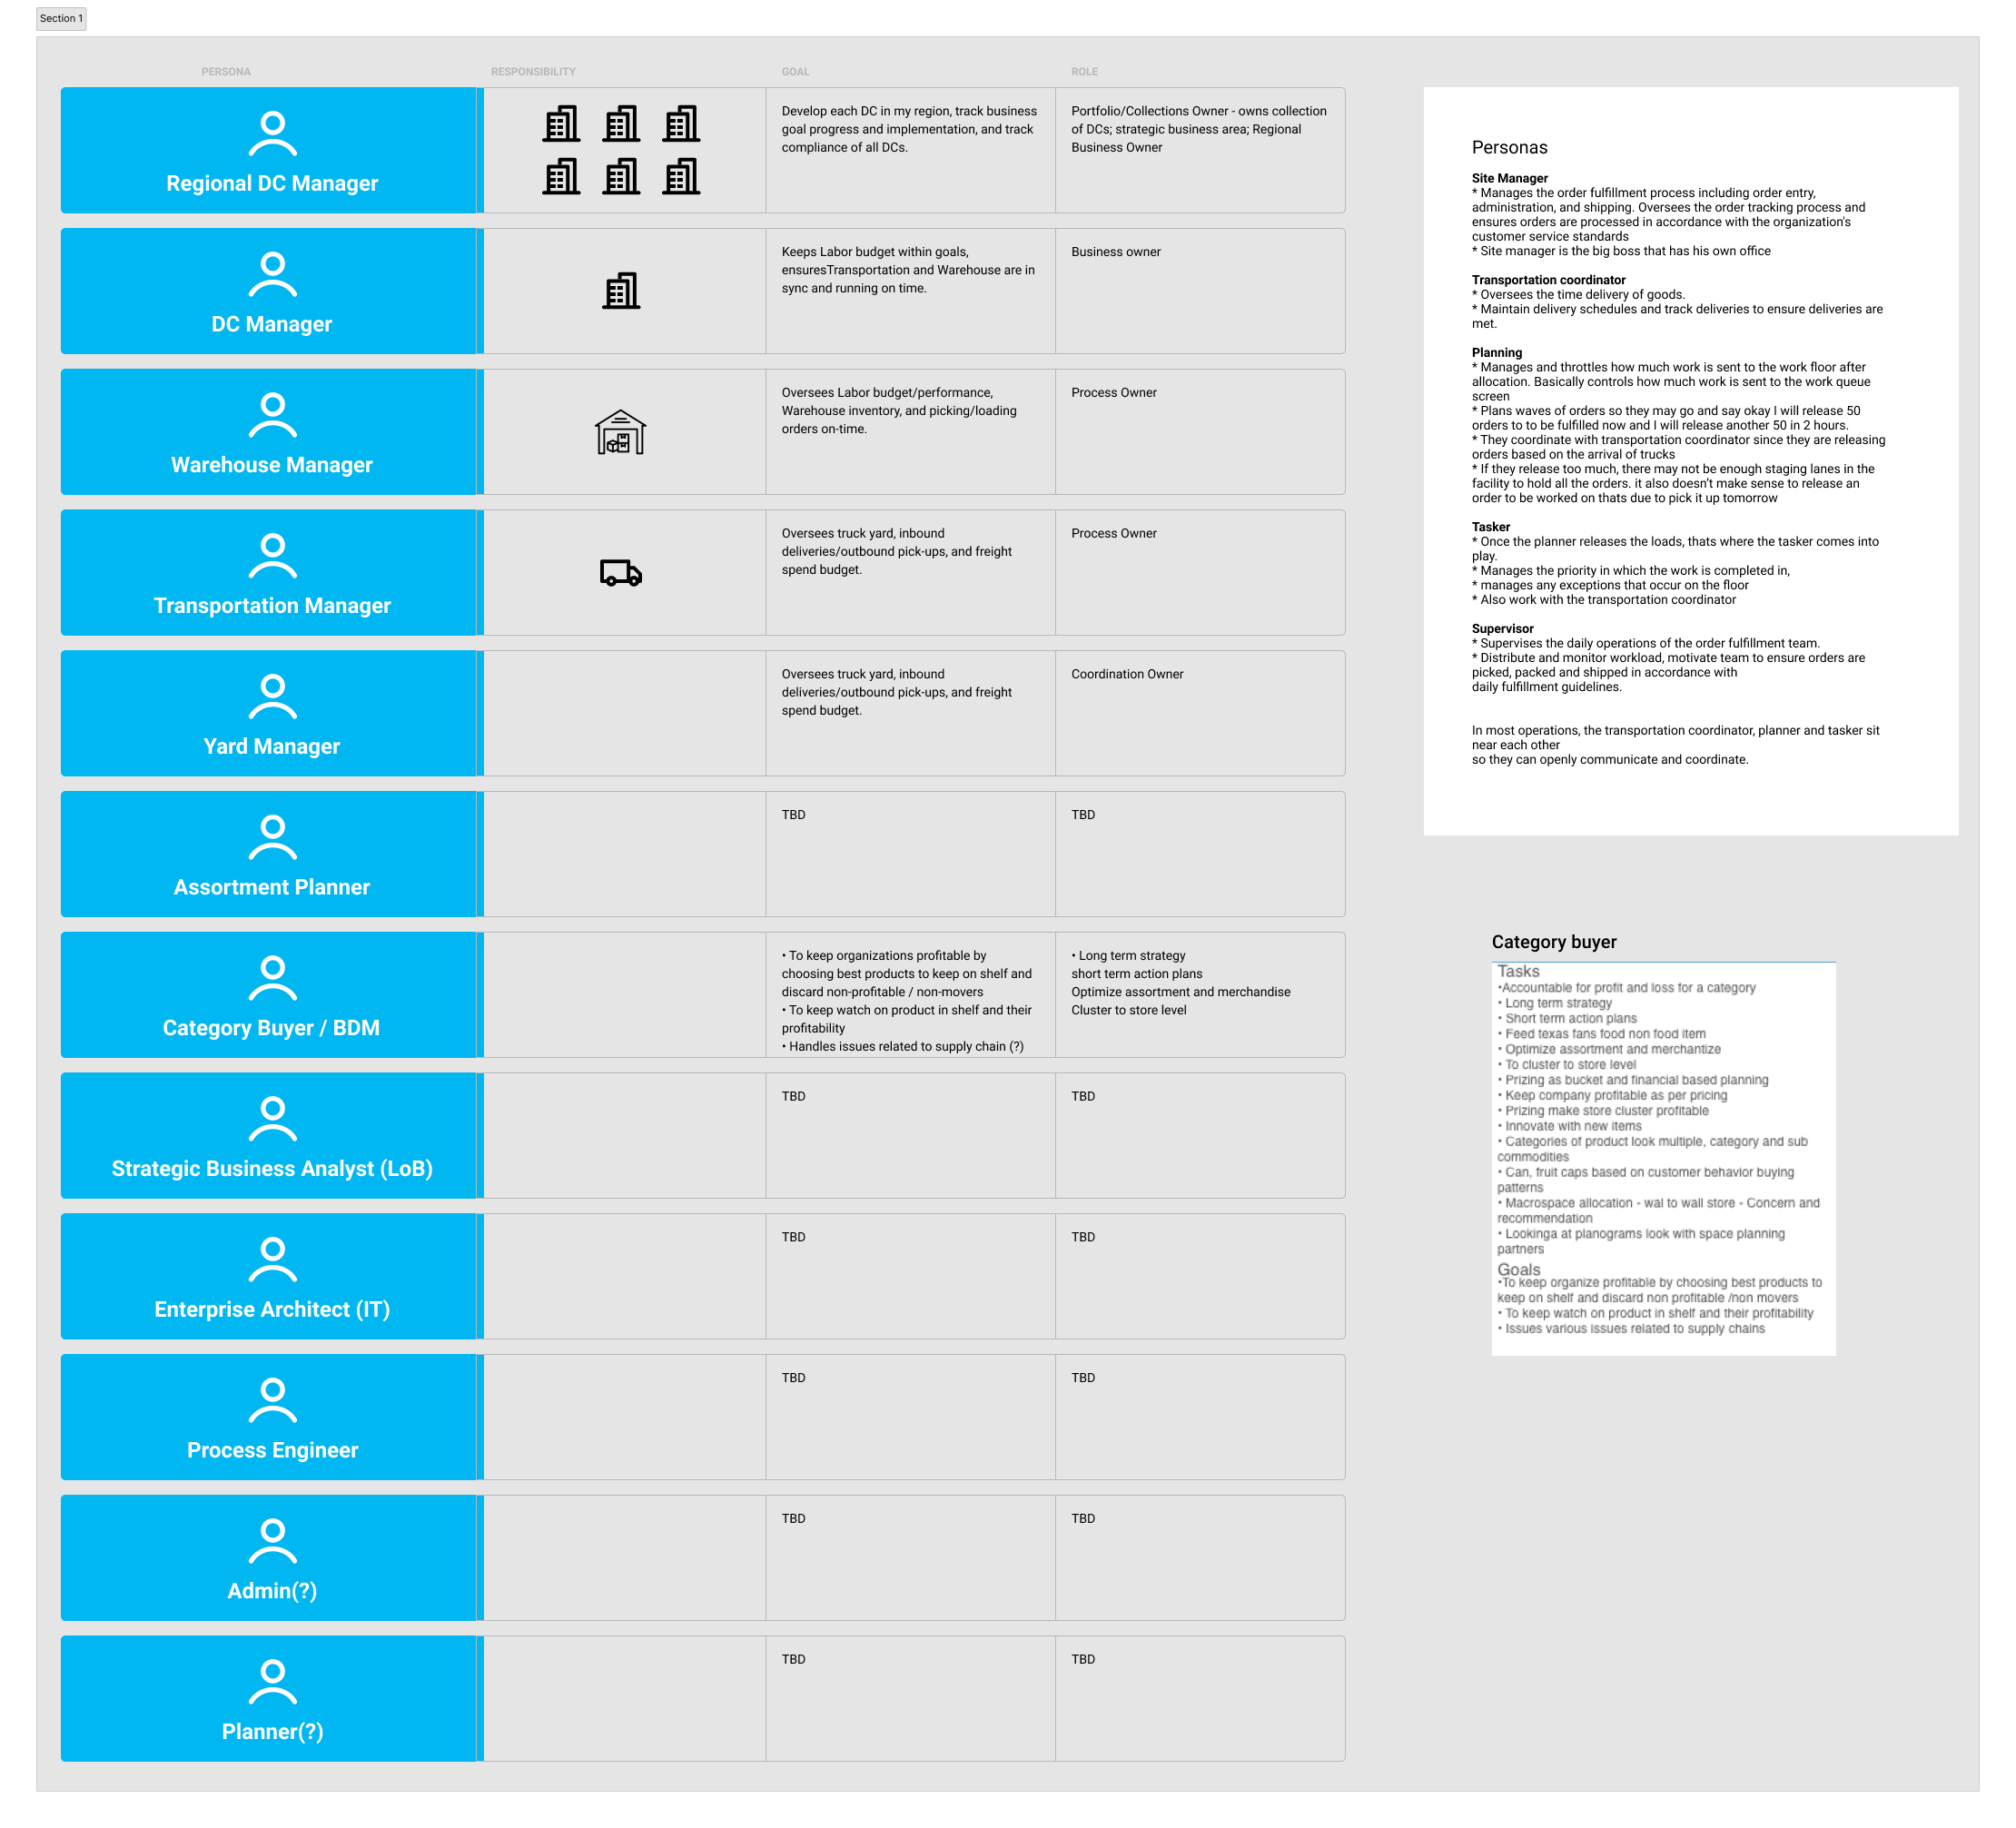 Section 1
PERSONA
RESPONSIBILITY
GOAL
ROLE
Regional DC Manager
Develop each DC in my region, track business
goal progress and implementation, and track
compliance of all DCs.
Portfolio/Collections Owner - owns collection
of DCs; strategic business area; Regional
Business Owner
DC Manager
Keeps Labor budget within goals,
ensuresTransportation and Warehouse are in
sync and running on time.
Business owner
Warehouse Manager
Oversees Labor budget/performance,
Warehouse inventory, and picking/loading
orders on-time.
Process Owner
Transportation Manager
Oversees truck yard, inbound
deliveries/outbound pick-ups, and freight
spend budget.
Process Owner
Yard Manager
Oversees truck yard, inbound
deliveries/outbound pick-ups, and freight
spend budget.
Coordination Owner
Assortment Planner
TBD
TBD
Category Buyer / BDM
• To keep organizations profitable by
choosing best products to keep on shelf and
discard non-profitable / non-movers
• To keep watch on product in shelf and their
profitability
• Handles issues related to supply chain (?)
• Long term strategy
short term action plans
Optimize assortment and merchandise
Cluster to store level
Strategic Business Analyst (LoB)
TBD
TBD
Enterprise Architect (IT)
TBD
TBD
Process Engineer
TBD
TBD
Admin(?)
TBD
TBD
Planner(?)
TBD
TBD
Personas
Site Manager
* Manages the order fulfillment process including order entry,
administration, and shipping. Oversees the order tracking process and
ensures orders are processed in accordance with the organization's
customer service standards
* Site manager is the big boss that has his own office
Transportation coordinator
* Oversees the time delivery of goods.
* Maintain delivery schedules and track deliveries to ensure deliveries are
met.
Planning
* Manages and throttles how much work is sent to the work floor after
allocation. Basically controls how much work is sent to the work queue
screen
* Plans waves of orders so they may go and say okay I will release 50
orders to to be fulfilled now and I will release another 50 in 2 hours.
* They coordinate with transportation coordinator since they are releasing
orders based on the arrival of trucks
* If they release too much, there may not be enough staging lanes in the
facility to hold all the orders. it also doesn't make sense to release an
order to be worked on thats due to pick it up tomorrow
Tasker
* Once the planner releases the loads, thats where the tasker comes into
play.
* Manages the priority in which the work is completed in,
* manages any exceptions that occur on the floor
* Also work with the transportation coordinator
Supervisor
* Supervises the daily operations of the order fulfillment team.
* Distribute and monitor workload, motivate team to ensure orders are
picked, packed and shipped in accordance with
daily fulfillment guidelines.
In most operations, the transportation coordinator, planner and tasker sit
near each other
so they can openly communicate and coordinate.
Category buyer
Tasks
•Accountable for profit and loss for a category
• Long term strategy
• Short term action plans
• Feed texas fans food non food item
• Optimize assortment and merchantize
• To cluster to store level
• Prizing as bucket and financial based planning
• Keep company profitable as per pricing
• Prizing make store cluster profitable
• Innovate with new items
• Categories of product look multiple, category and sub
commodities
• Can, fruit caps based on customer behavior buying
patterns
• Macrospace allocation - wal to wall store - Concern and
recommendation
• Lookinga at planograms look with space planning
partners
Goals
•To keep organize profitable by choosing best products to
keep on shelf and discard non profitable /non movers
• To keep watch on product in shelf and their profitability
• Issues various issues related to supply chains